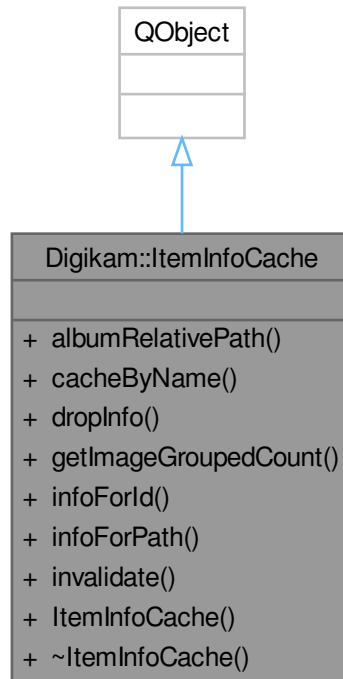 QObject
Digikam::ItemInfoCache
+ albumRelativePath()
+ cacheByName()
+ dropInfo()
+ getImageGroupedCount()
+ infoForId()
+ infoForPath()
+ invalidate()
+ ItemInfoCache()
+ ~ItemInfoCache()